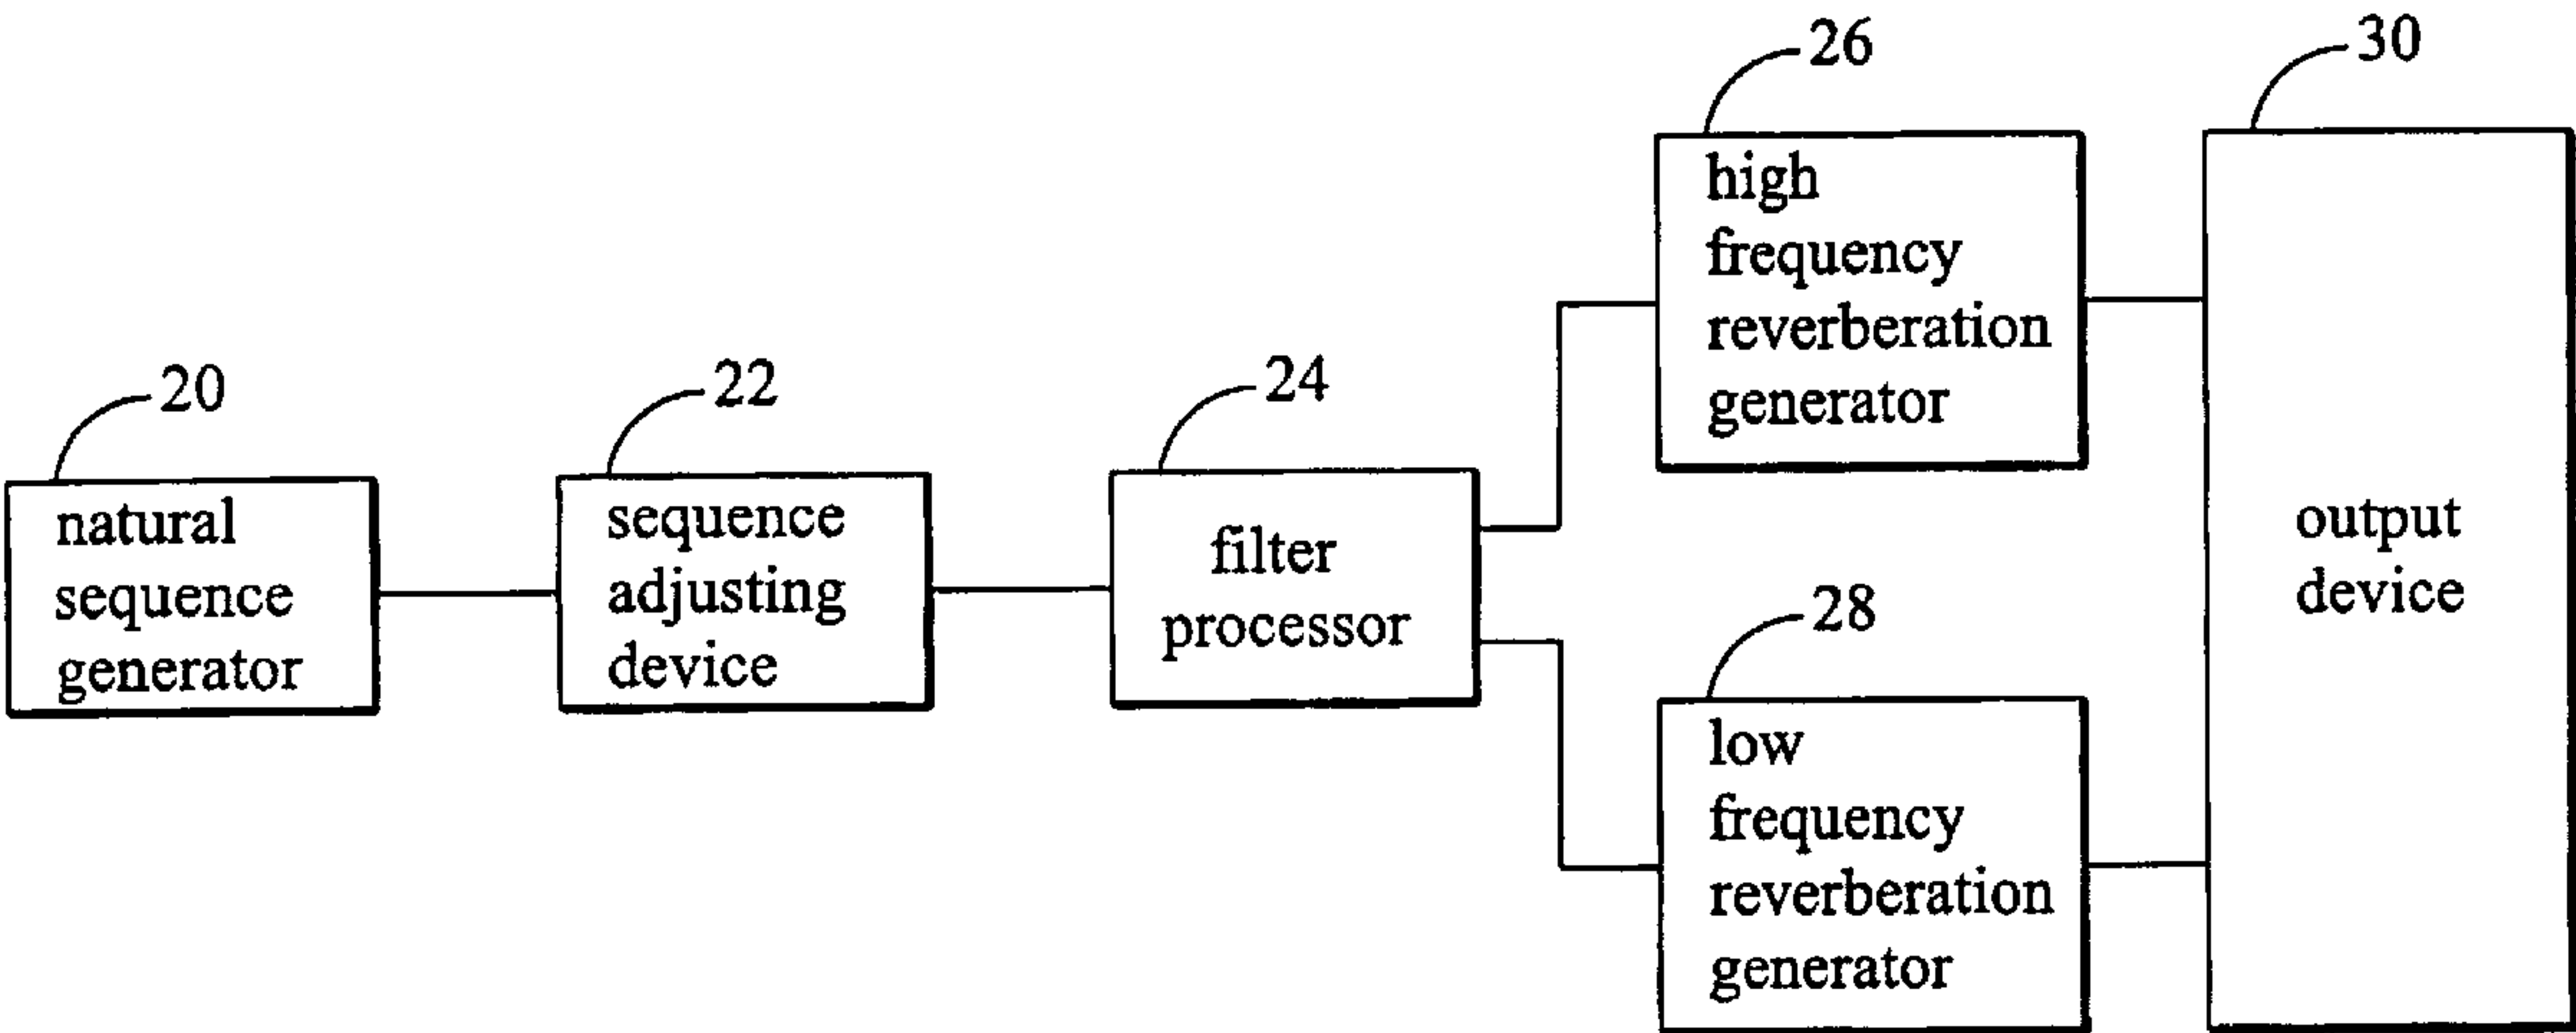 20
natural
sequence
generator
22
sequence
adjusting
device
24
filter
processor
26
high
frequency
reverberation
generator
28
low
frequency
reverberation
generator
30
output
device